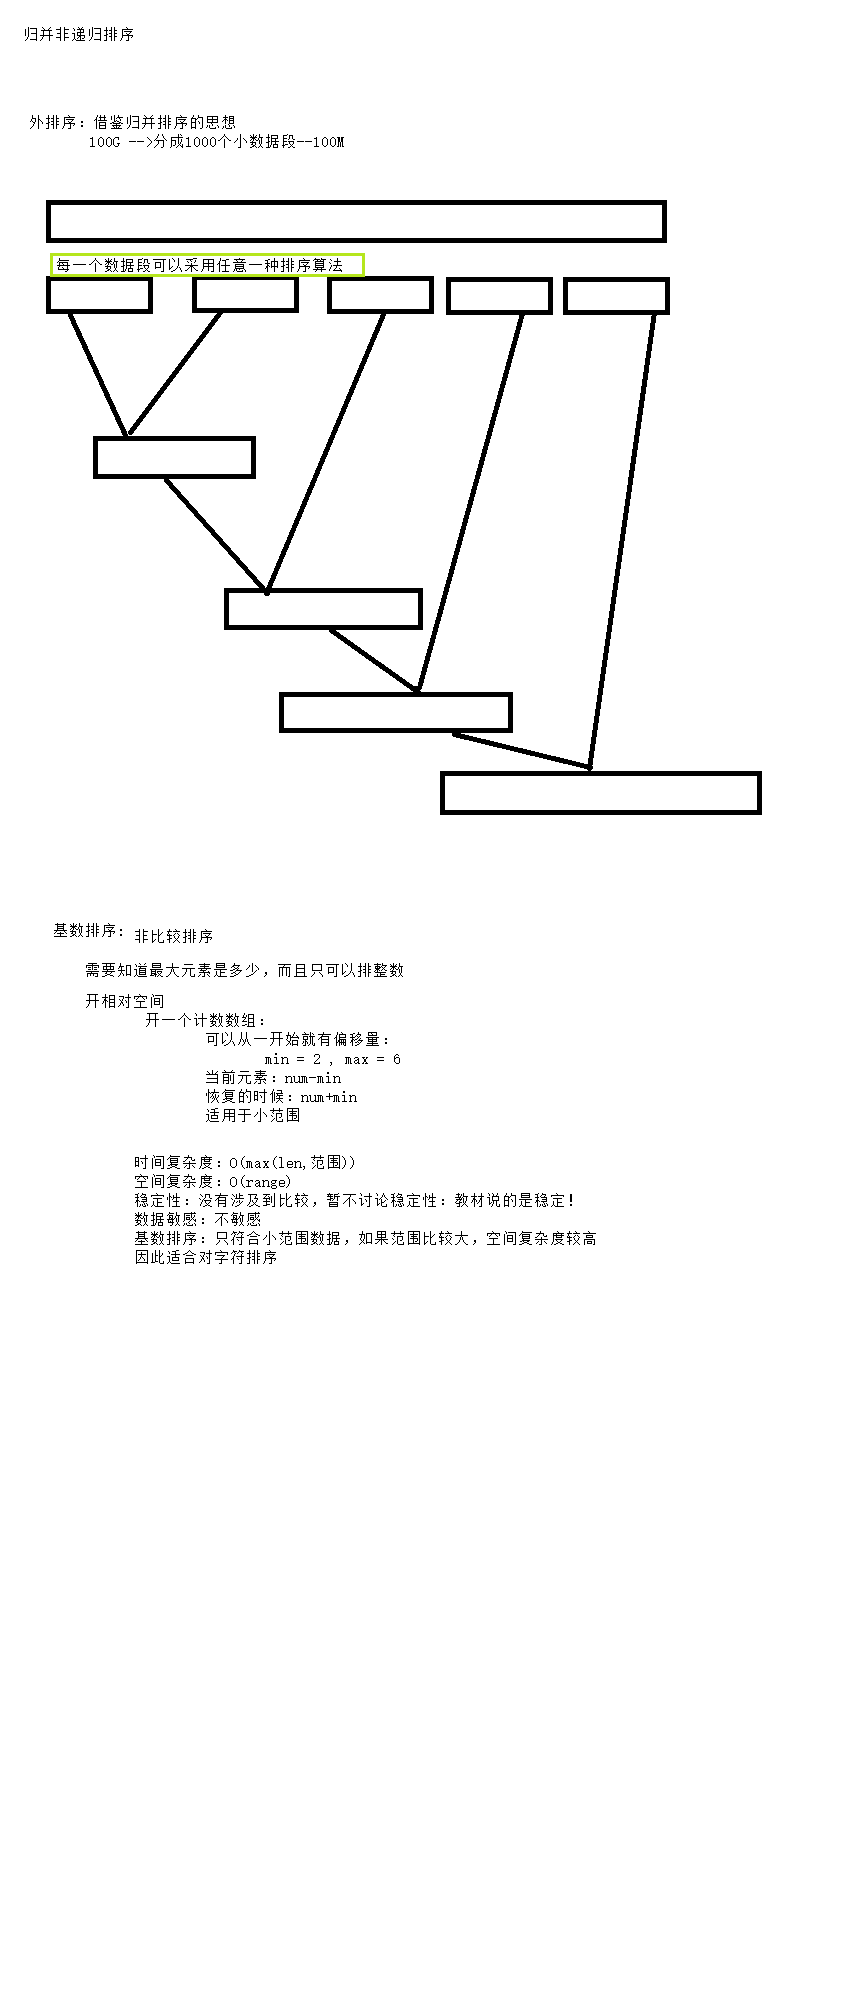 归并非递归排序
外排序：借鉴归并排序的思想
100G -->分成1000个小数据段--100M
每一个数据段可以采用任意一种排序算法
基数排序：
非比较排序
需要知道最大元素是多少，而且只可以排整数
开相对空间
开一个计数数组：
可以从一开始就有偏移量：
min = 2 , max = 6
当前元素：num-min
恢复的时候：num+min
适用于小范围
时间复杂度：O(max(len,范围))
空间复杂度：O(range)
稳定性：没有涉及到比较，暂不讨论稳定性：教材说的是稳定！
数据敏感：不敏感
基数排序：只符合小范围数据，如果范围比较大，空间复杂度较高
因此适合对字符排序